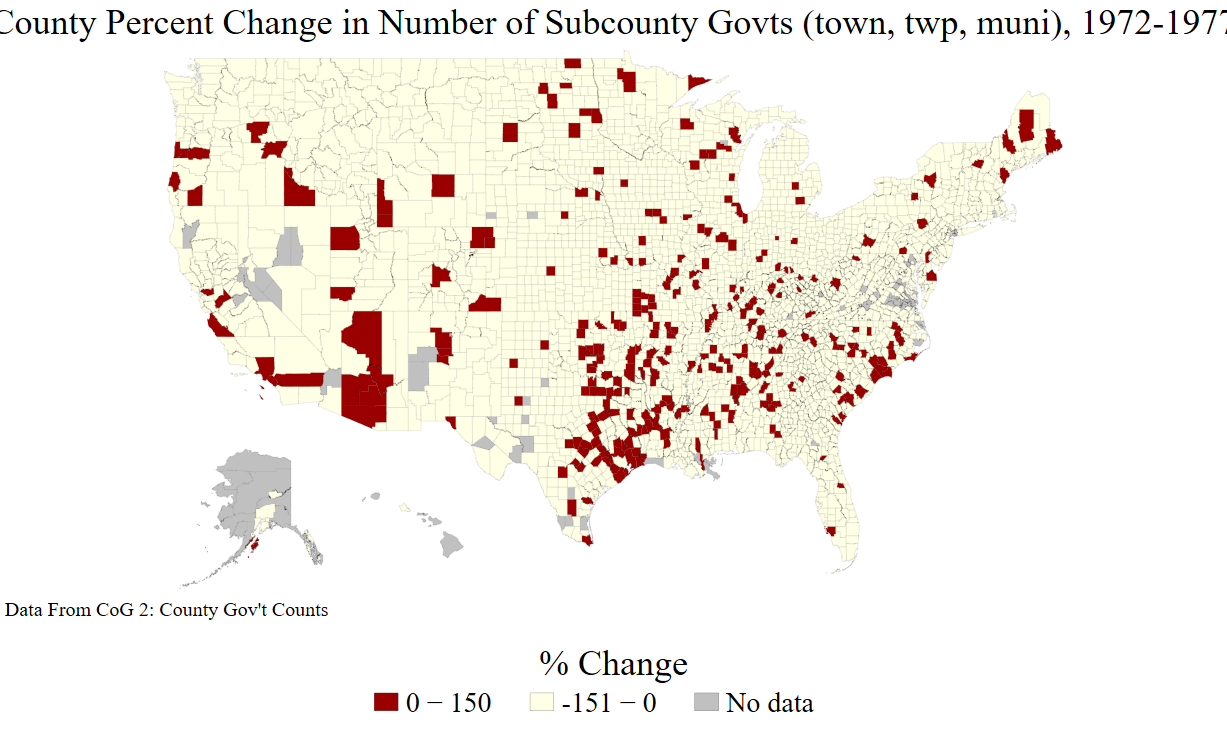 County Percent Change in Number of Subcounty Govts (town, twp, muni), 1972-1977
Data From CoG 2: County Gov't Counts
% Change
0 − 150
-151 − 0
No data